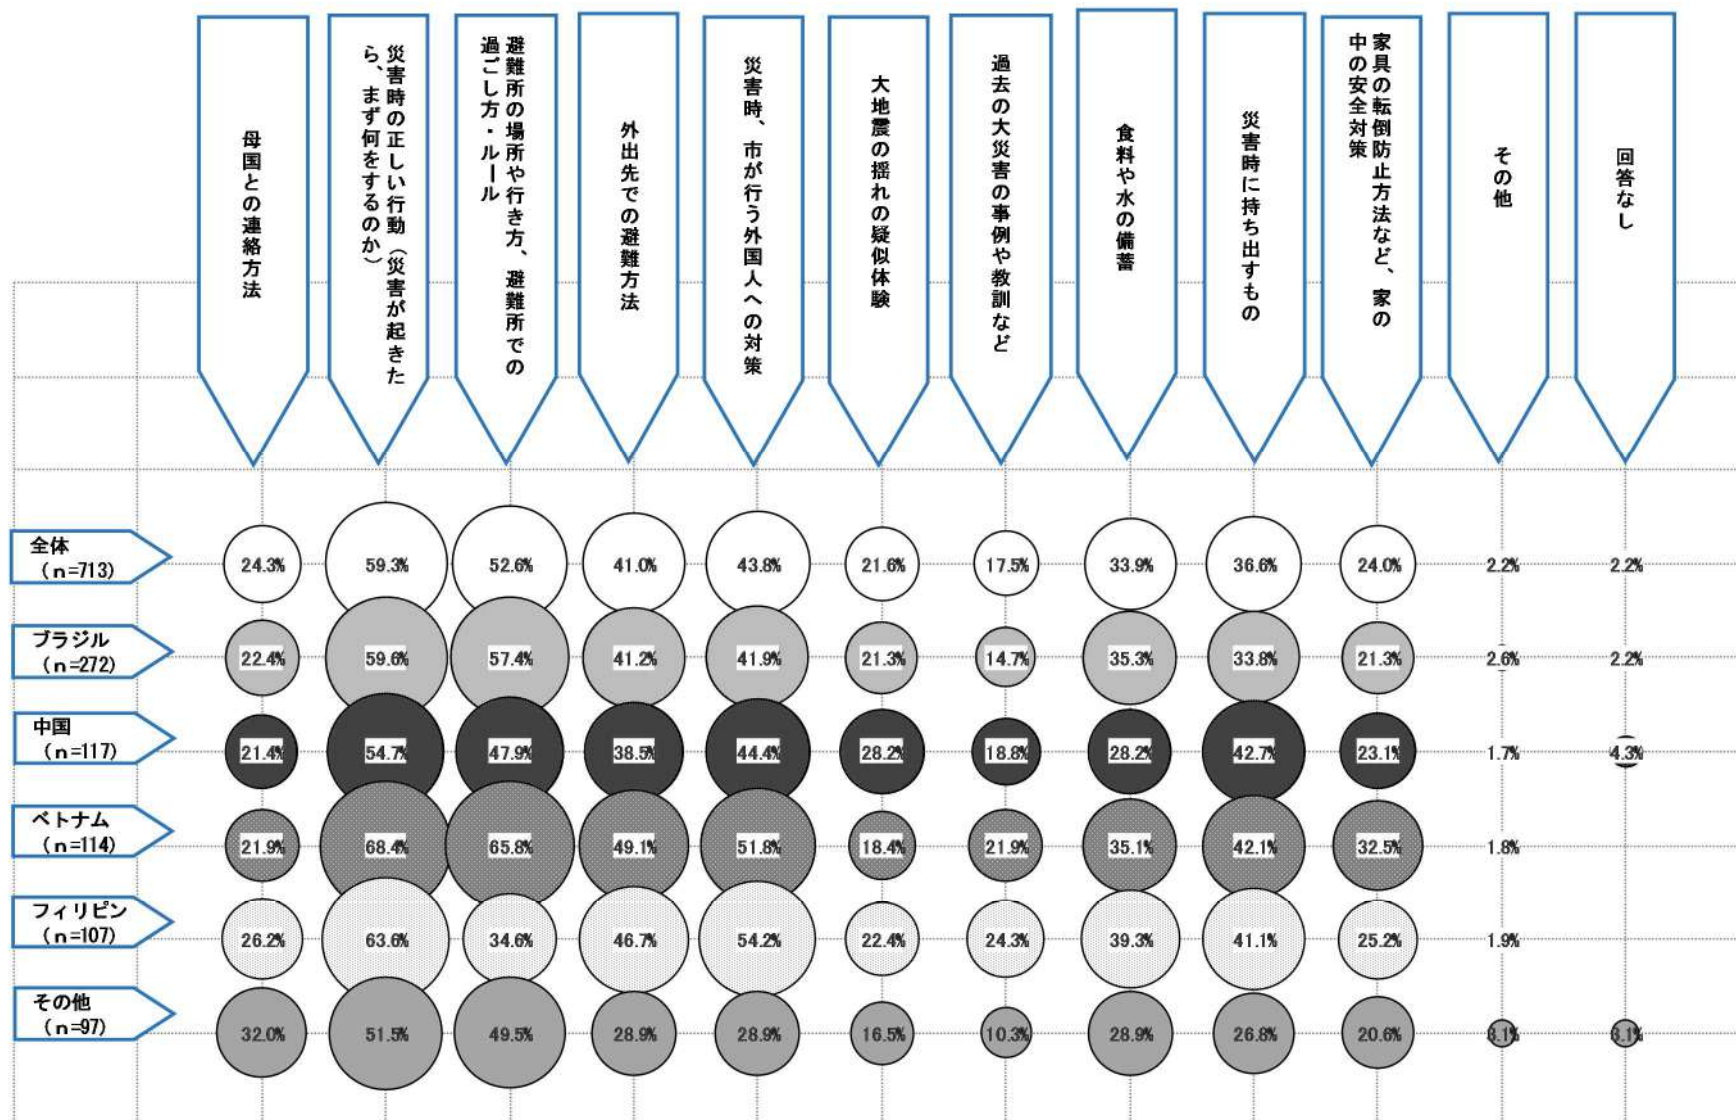 母国との連絡方法
災害時の正しい行動（災害が起きた
ら、まず何をするのか）
避難所の場所や行き方、避難所での
過ごし方・ルール
外出先での避難方法
災害時、市が行う外国人への対策
大地震の揺れの疑似体験
過去の大災害の事例や教訓など
食料や水の備蓄
災害時に持ち出すもの
家具の転倒防止方法など、家の
中の安全対策
その他
回答なし
全体
（n=713）
24.3% 59.3% 52.6% 41.0% 43.8% 21.6% 17.5% 33.9% 36.6% 24.0% 2.2% 2.2%
ブラジル
（n=272）
22.4% 59.6% 57.4% 41.2% 41.9% 21.3% 14.7% 35.3% 33.8% 21.3% 2.6% 2.2%
中国
（n=117）
21.4% 54.7% 47.9% 38.5% 44.4% 28.2% 18.8% 28.2% 42.7% 23.1% 1.7% 4.3%
ベトナム
（n=114）
21.9% 68.4% 65.8% 49.1% 51.8% 18.4% 21.9% 35.1% 42.1% 32.5% 1.8%
フィリピン
（n=107）
26.2% 63.6% 34.6% 46.7% 54.2% 22.4% 24.3% 39.3% 41.1% 25.2% 1.9%
その他
（n=97）
32.0% 51.5% 49.5% 28.9% 28.9% 16.5% 10.3% 28.9% 26.8% 20.6% 3.1% 3.1%